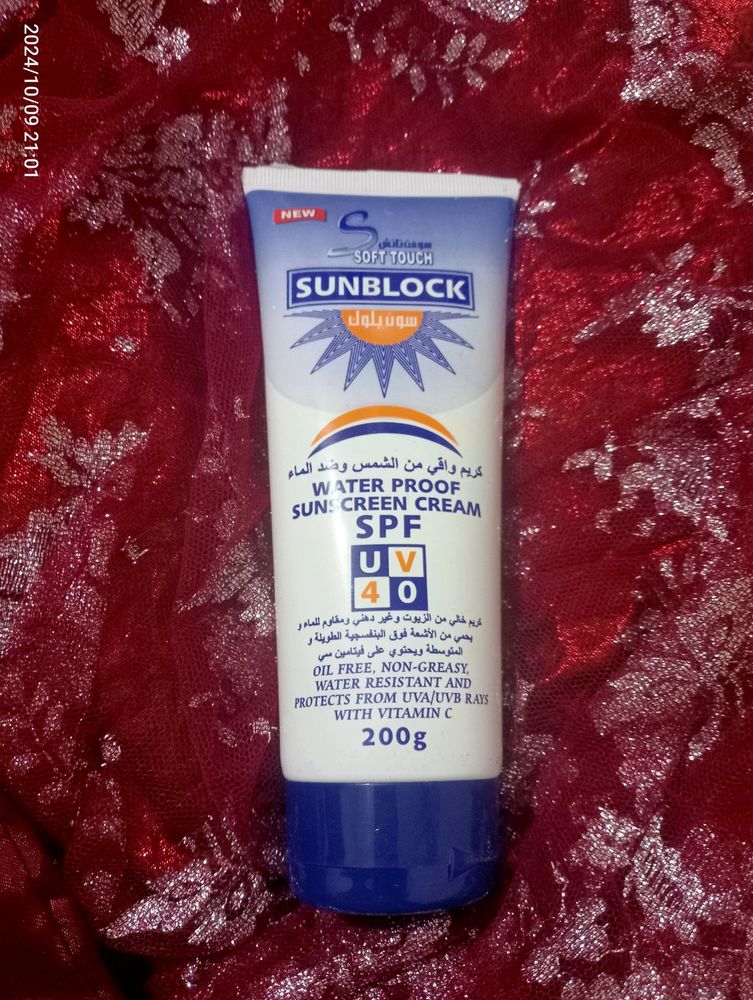 2024/10/09 21:01
NEW
S
سوفت تاتش
SOFT TOUCH
SUNBLOCK
سون بلوك
كريم واقي من الشمس وضد الماء
WATER PROOF
SUNSCREEN CREAM
SPF
UV
40
كريم خالي من الزيوت وغير دهني ومقاوم للماء و
يحمي من الأشعة فوق البنفسجية الطويلة و
المتوسطة ويحتوي على فيتامين سي
OIL FREE, NON-GREASY,
WATER RESISTANT AND
PROTECTS FROM UVA/UVB RAYS
WITH VITAMIN C
200g